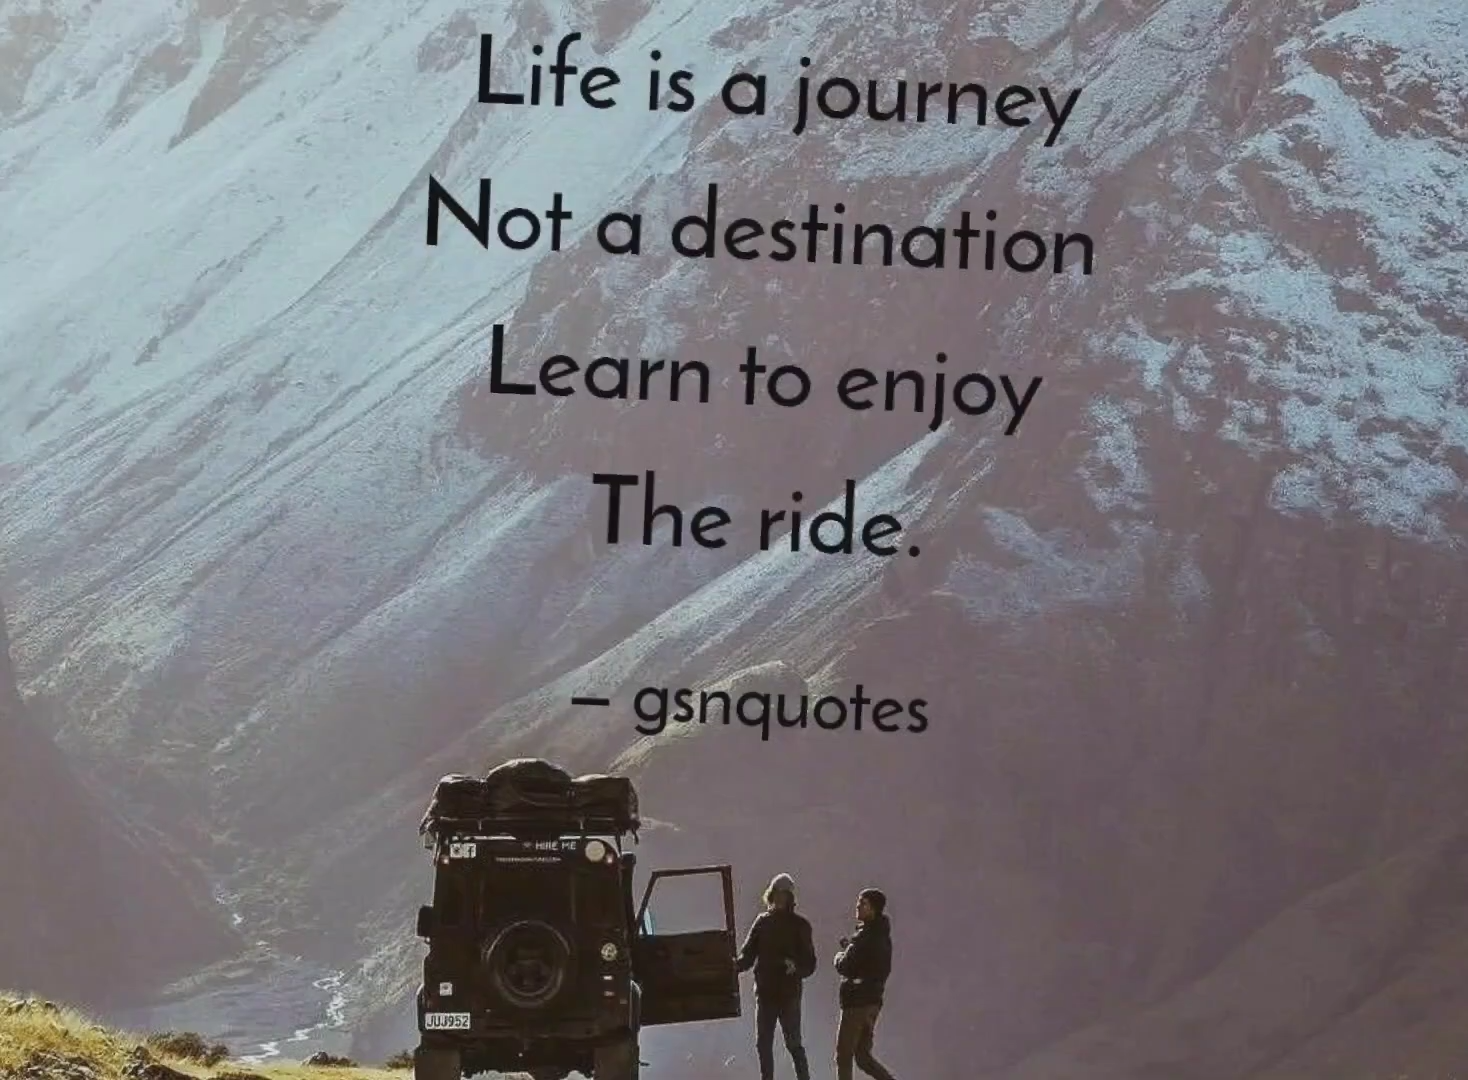 Life is a journey
Not a destination
Learn to enjoy
The ride.
– gsnquotes
HIRE ME
JUJ952